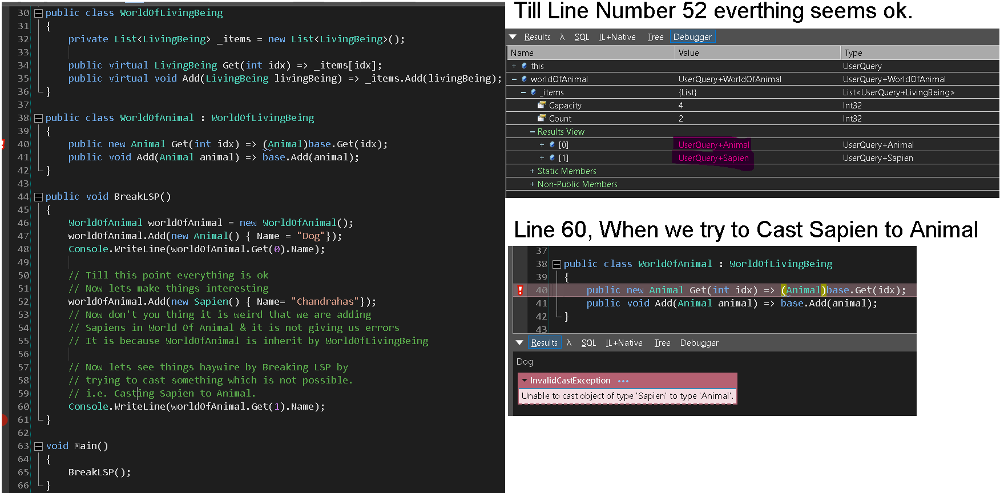 30 public class WorldOfLivingBeing
31 {
32 private List<LivingBeing> _items = new List<LivingBeing>();
33
34 public virtual LivingBeing Get(int idx) => _items[idx];
35 public virtual void Add(LivingBeing livingBeing) => _items.Add(livingBeing);
36 }
37
38 public class WorldOfAnimal : WorldOfLivingBeing
39 {
40 public new Animal Get(int idx) => (Animal)base.Get(idx);
41 public void Add(Animal animal) => base.Add(animal);
42 }
43
44 public void BreakLSP()
45 {
46 WorldOfAnimal worldOfAnimal = new WorldOfAnimal();
47 worldOfAnimal.Add(new Animal() { Name = "Dog"});
48 Console.WriteLine(worldOfAnimal.Get(0).Name);
49
50 // Till this point everything is ok
51 // Now lets make things interesting
52 worldOfAnimal.Add(new Sapien() { Name= "Chandrahas"});
53 // Now don't you thing it is weird that we are adding
54 // Sapiens in World Of Animal & it is not giving us errors
55 // It is because WorldOfAnimal is inherit by WorldOfLivingBeing
56
57 // Now lets see things haywire by Breaking LSP by
58 // trying to cast something which is not possible.
59 // i.e. Casting Sapien to Animal.
60 Console.WriteLine(worldOfAnimal.Get(1).Name);
61 }
62
63 void Main()
64 {
65 BreakLSP();
66 }
Till Line Number 52 everthing seems ok.
Results λ SQL IL+Native Tree Debugger
Name Value Type
+ this UserQuery
− worldOfAnimal UserQuery+WorldOfAnimal UserQuery+WorldOfAnimal
− _items {List} List<UserQuery+LivingBeing>
Capacity 4 Int32
Count 2 Int32
− Results View
+ [0] UserQuery+Animal UserQuery+Animal
+ [1] UserQuery+Sapien UserQuery+Sapien
+ Static Members
+ Non-Public Members
Line 60, When we try to Cast Sapien to Animal
37
38 public class WorldOfAnimal : WorldOfLivingBeing
39 {
40 public new Animal Get(int idx) => (Animal)base.Get(idx);
41 public void Add(Animal animal) => base.Add(animal);
42 }
43
Results λ SQL IL+Native Tree Debugger
Dog
InvalidCastException •••
Unable to cast object of type 'Sapien' to type 'Animal'.